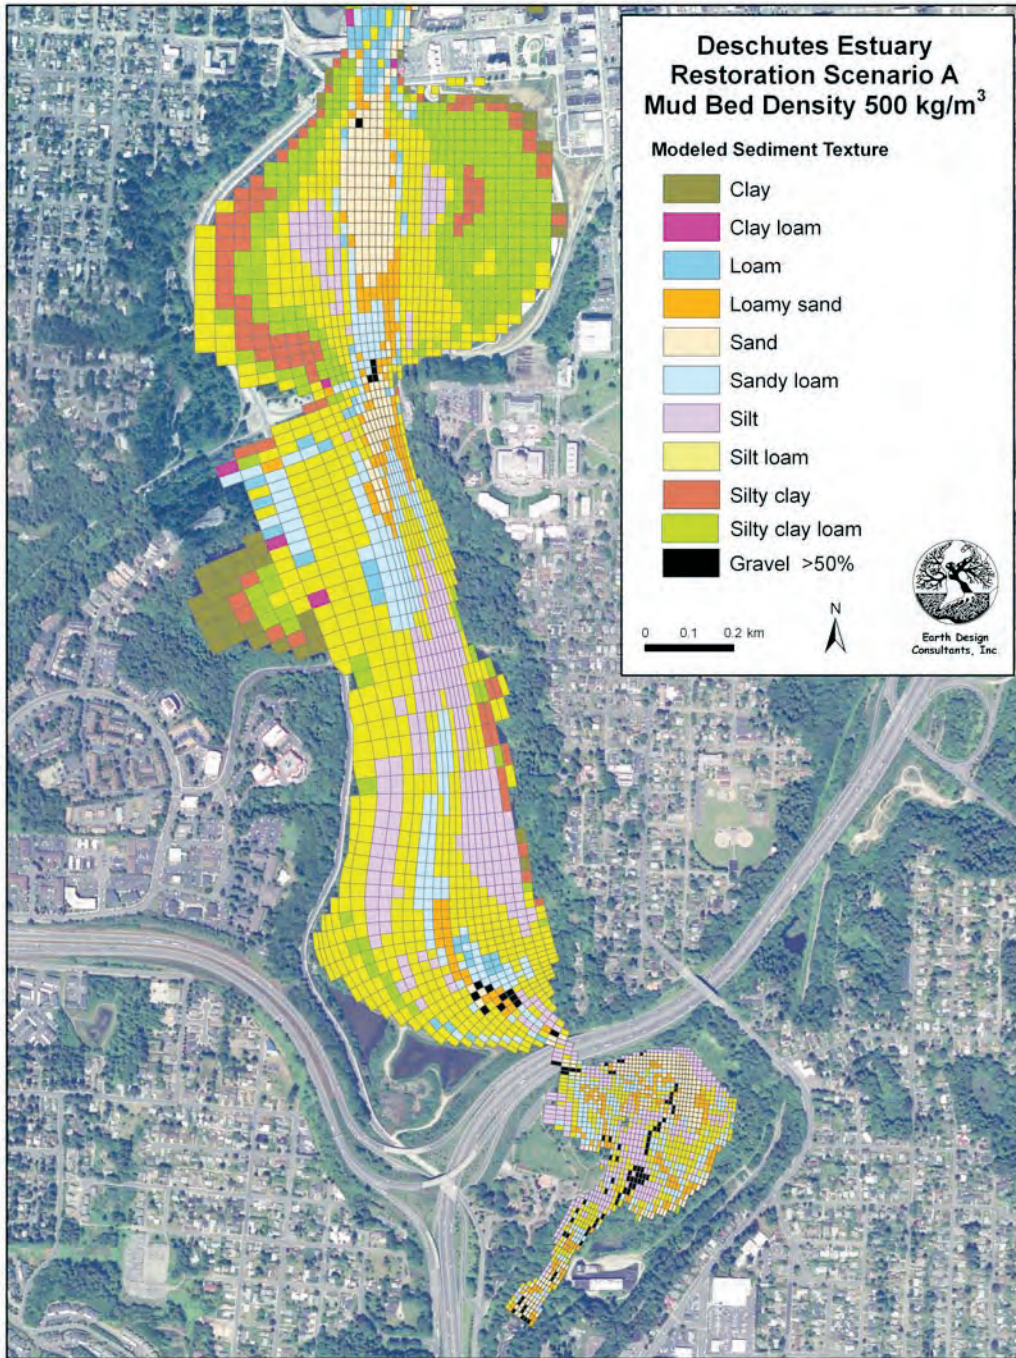 Deschutes Estuary
Restoration Scenario A
Mud Bed Density 500 kg/m³
Modeled Sediment Texture
Clay
Clay loam
Loam
Loamy sand
Sand
Sandy loam
Silt
Silt loam
Silty clay
Silty clay loam
Gravel >50%
N
0 0.1 0.2 km
Earth Design
Consultants, Inc